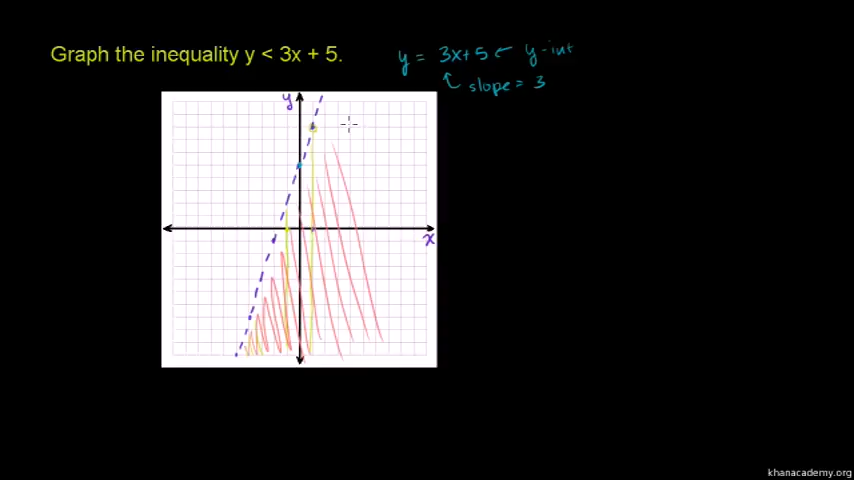 Graph the inequality y < 3x + 5.
y = 3x+5 ← y-int
slope = 3
y
x
khanacademy.org